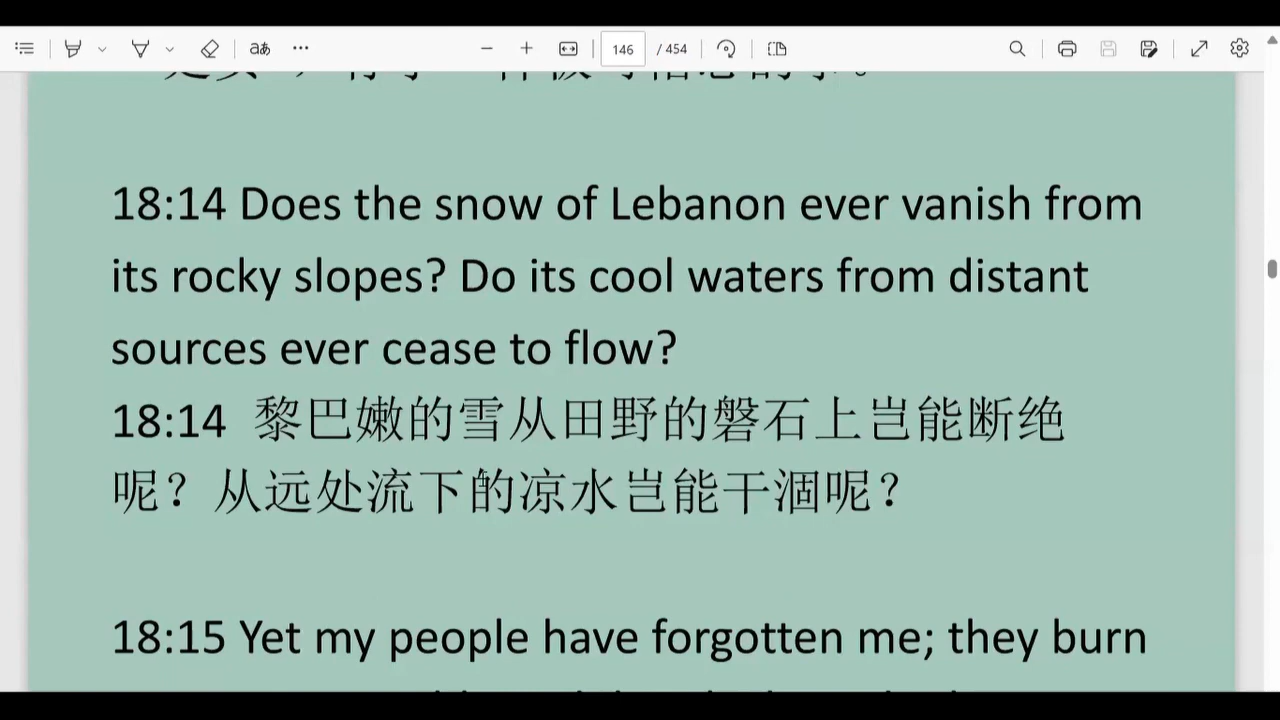 146 / 454
18:14 Does the snow of Lebanon ever vanish from
its rocky slopes? Do its cool waters from distant
sources ever cease to flow?
18:14 黎巴嫩的雪从田野的磐石上岂能断绝
呢？从远处流下的凉水岂能干涸呢？
18:15 Yet my people have forgotten me; they burn